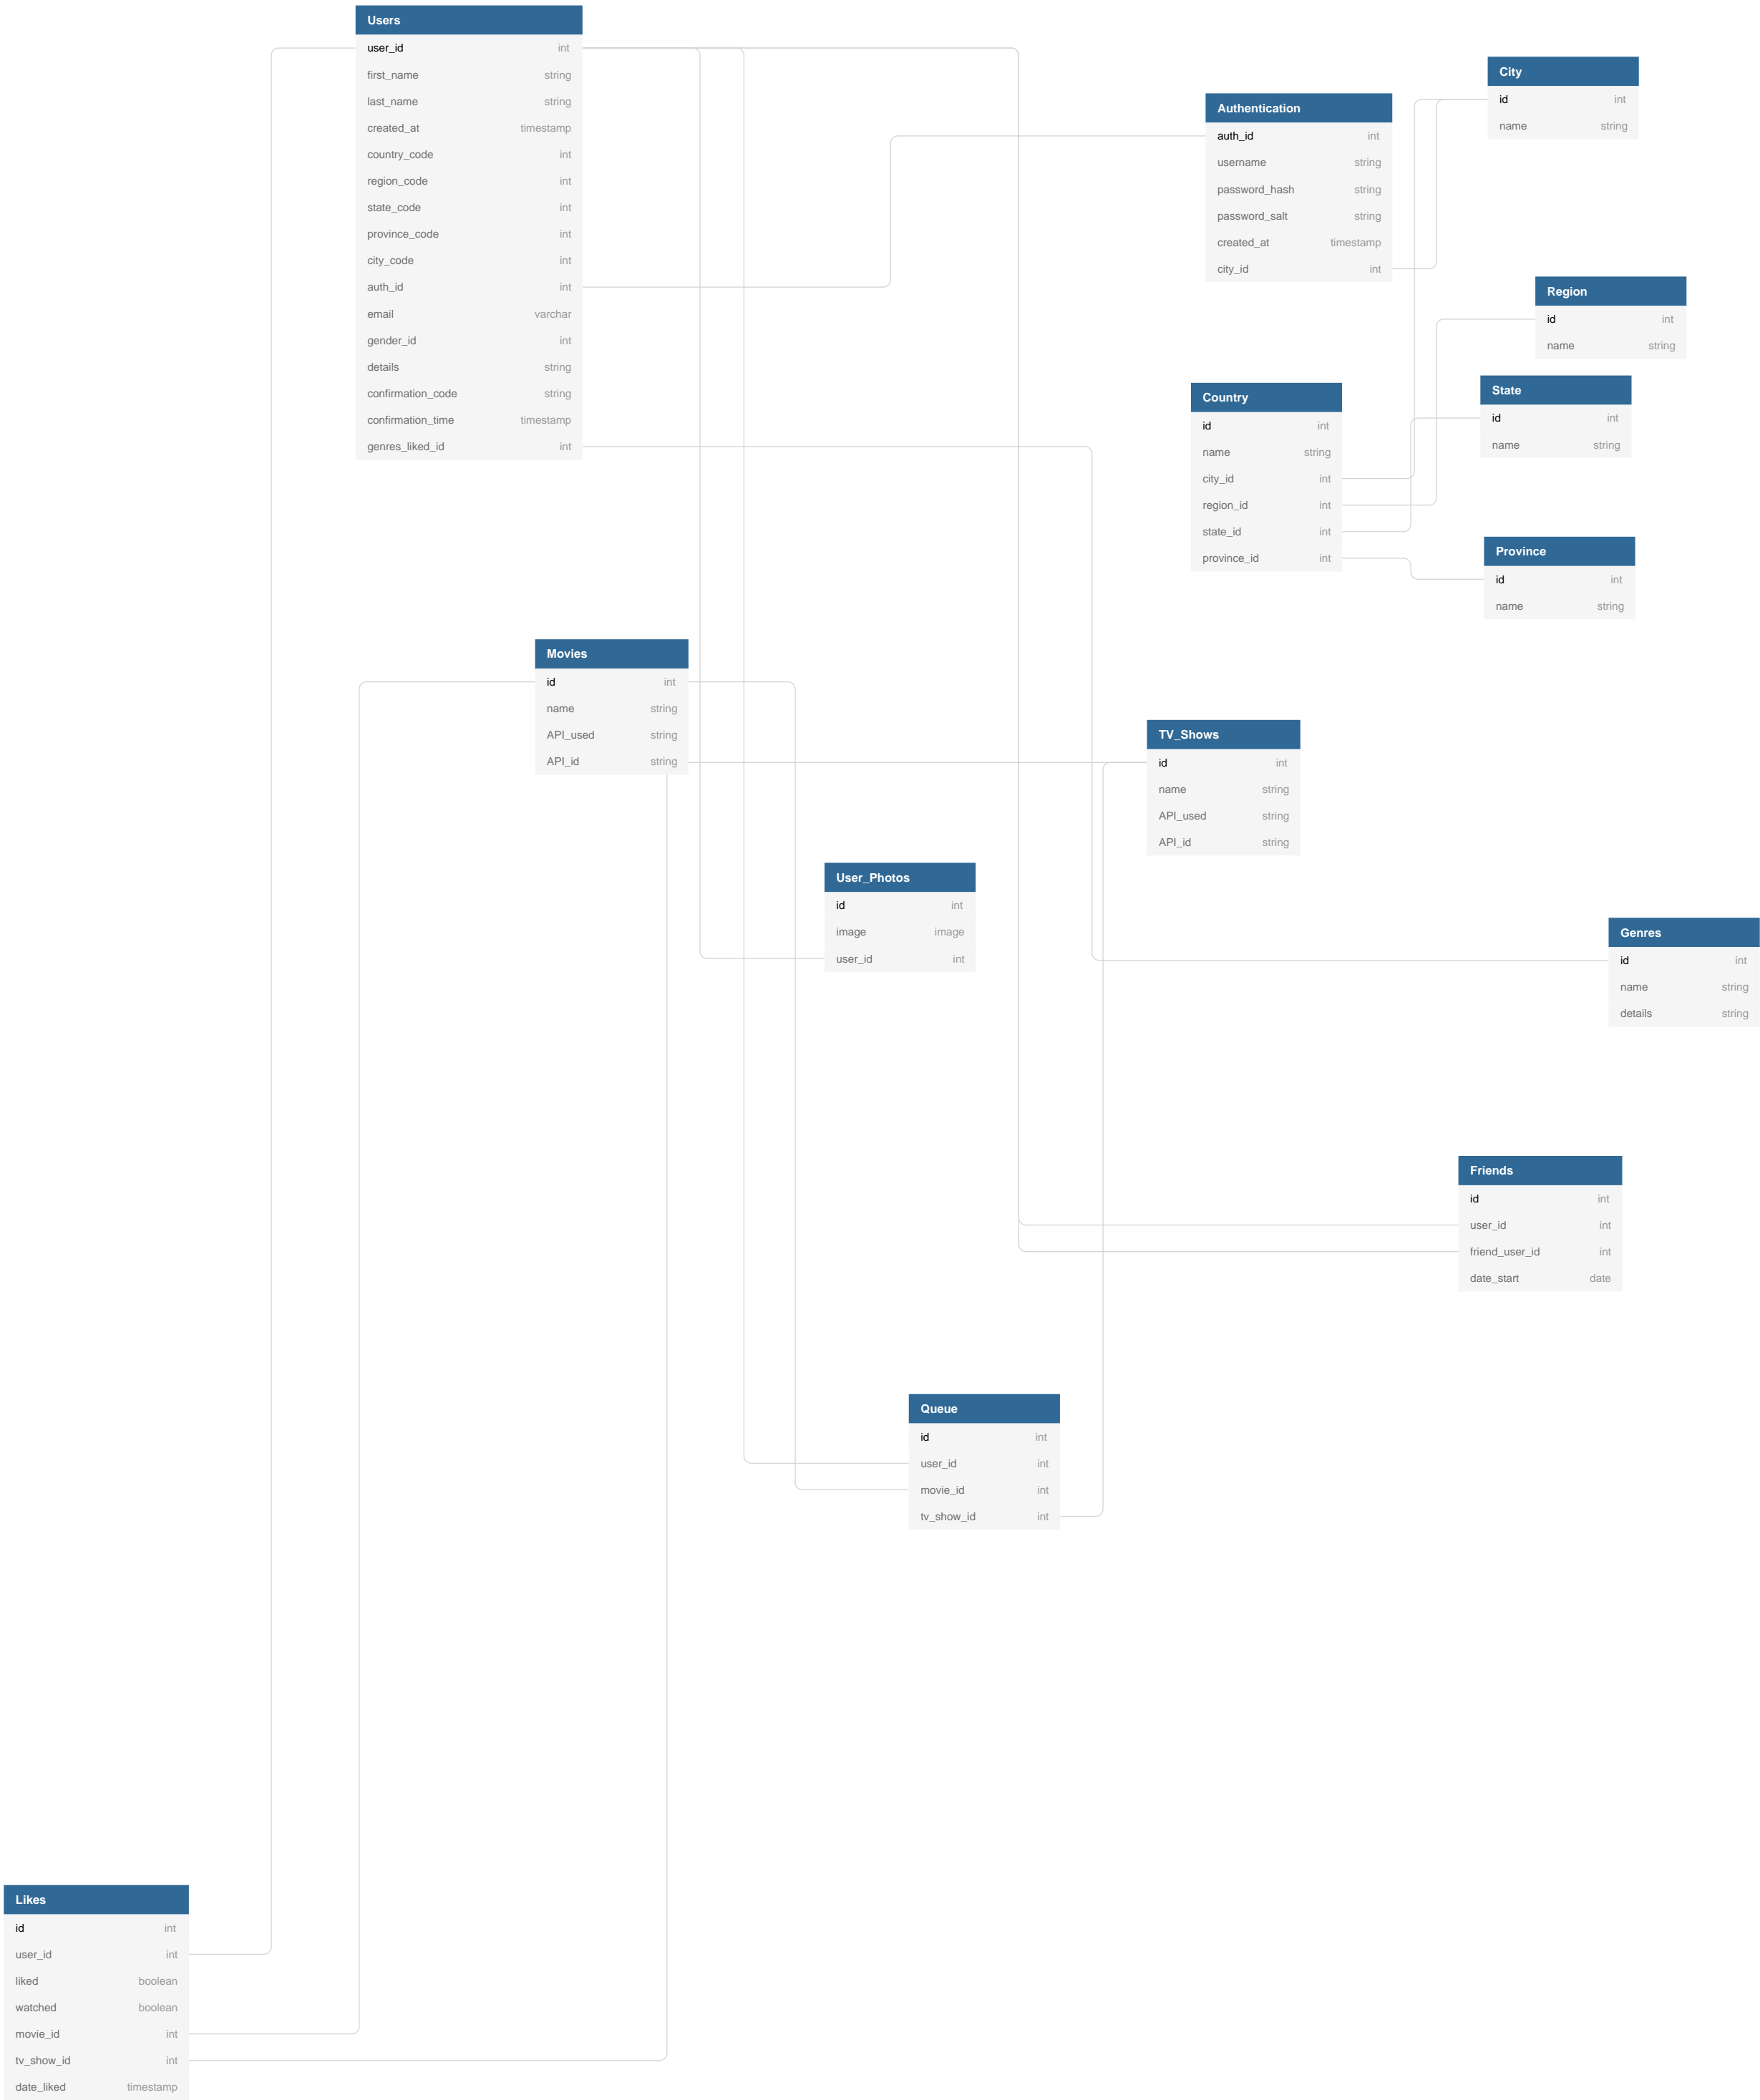 Users
user_id int
first_name string
last_name string
created_at timestamp
country_code int
region_code int
state_code int
province_code int
city_code int
auth_id int
email varchar
gender_id int
details string
confirmation_code string
confirmation_time timestamp
genres_liked_id int
City
id int
name string
Authentication
auth_id int
username string
password_hash string
password_salt string
created_at timestamp
city_id int
Region
id int
name string
State
id int
name string
Country
id int
name string
city_id int
region_id int
state_id int
province_id int
Province
id int
name string
Movies
id int
name string
API_used string
API_id string
TV_Shows
id int
name string
API_used string
API_id string
User_Photos
id int
image image
user_id int
Genres
id int
name string
details string
Friends
id int
user_id int
friend_user_id int
date_start date
Queue
id int
user_id int
movie_id int
tv_show_id int
Likes
id int
user_id int
liked boolean
watched boolean
movie_id int
tv_show_id int
date_liked timestamp